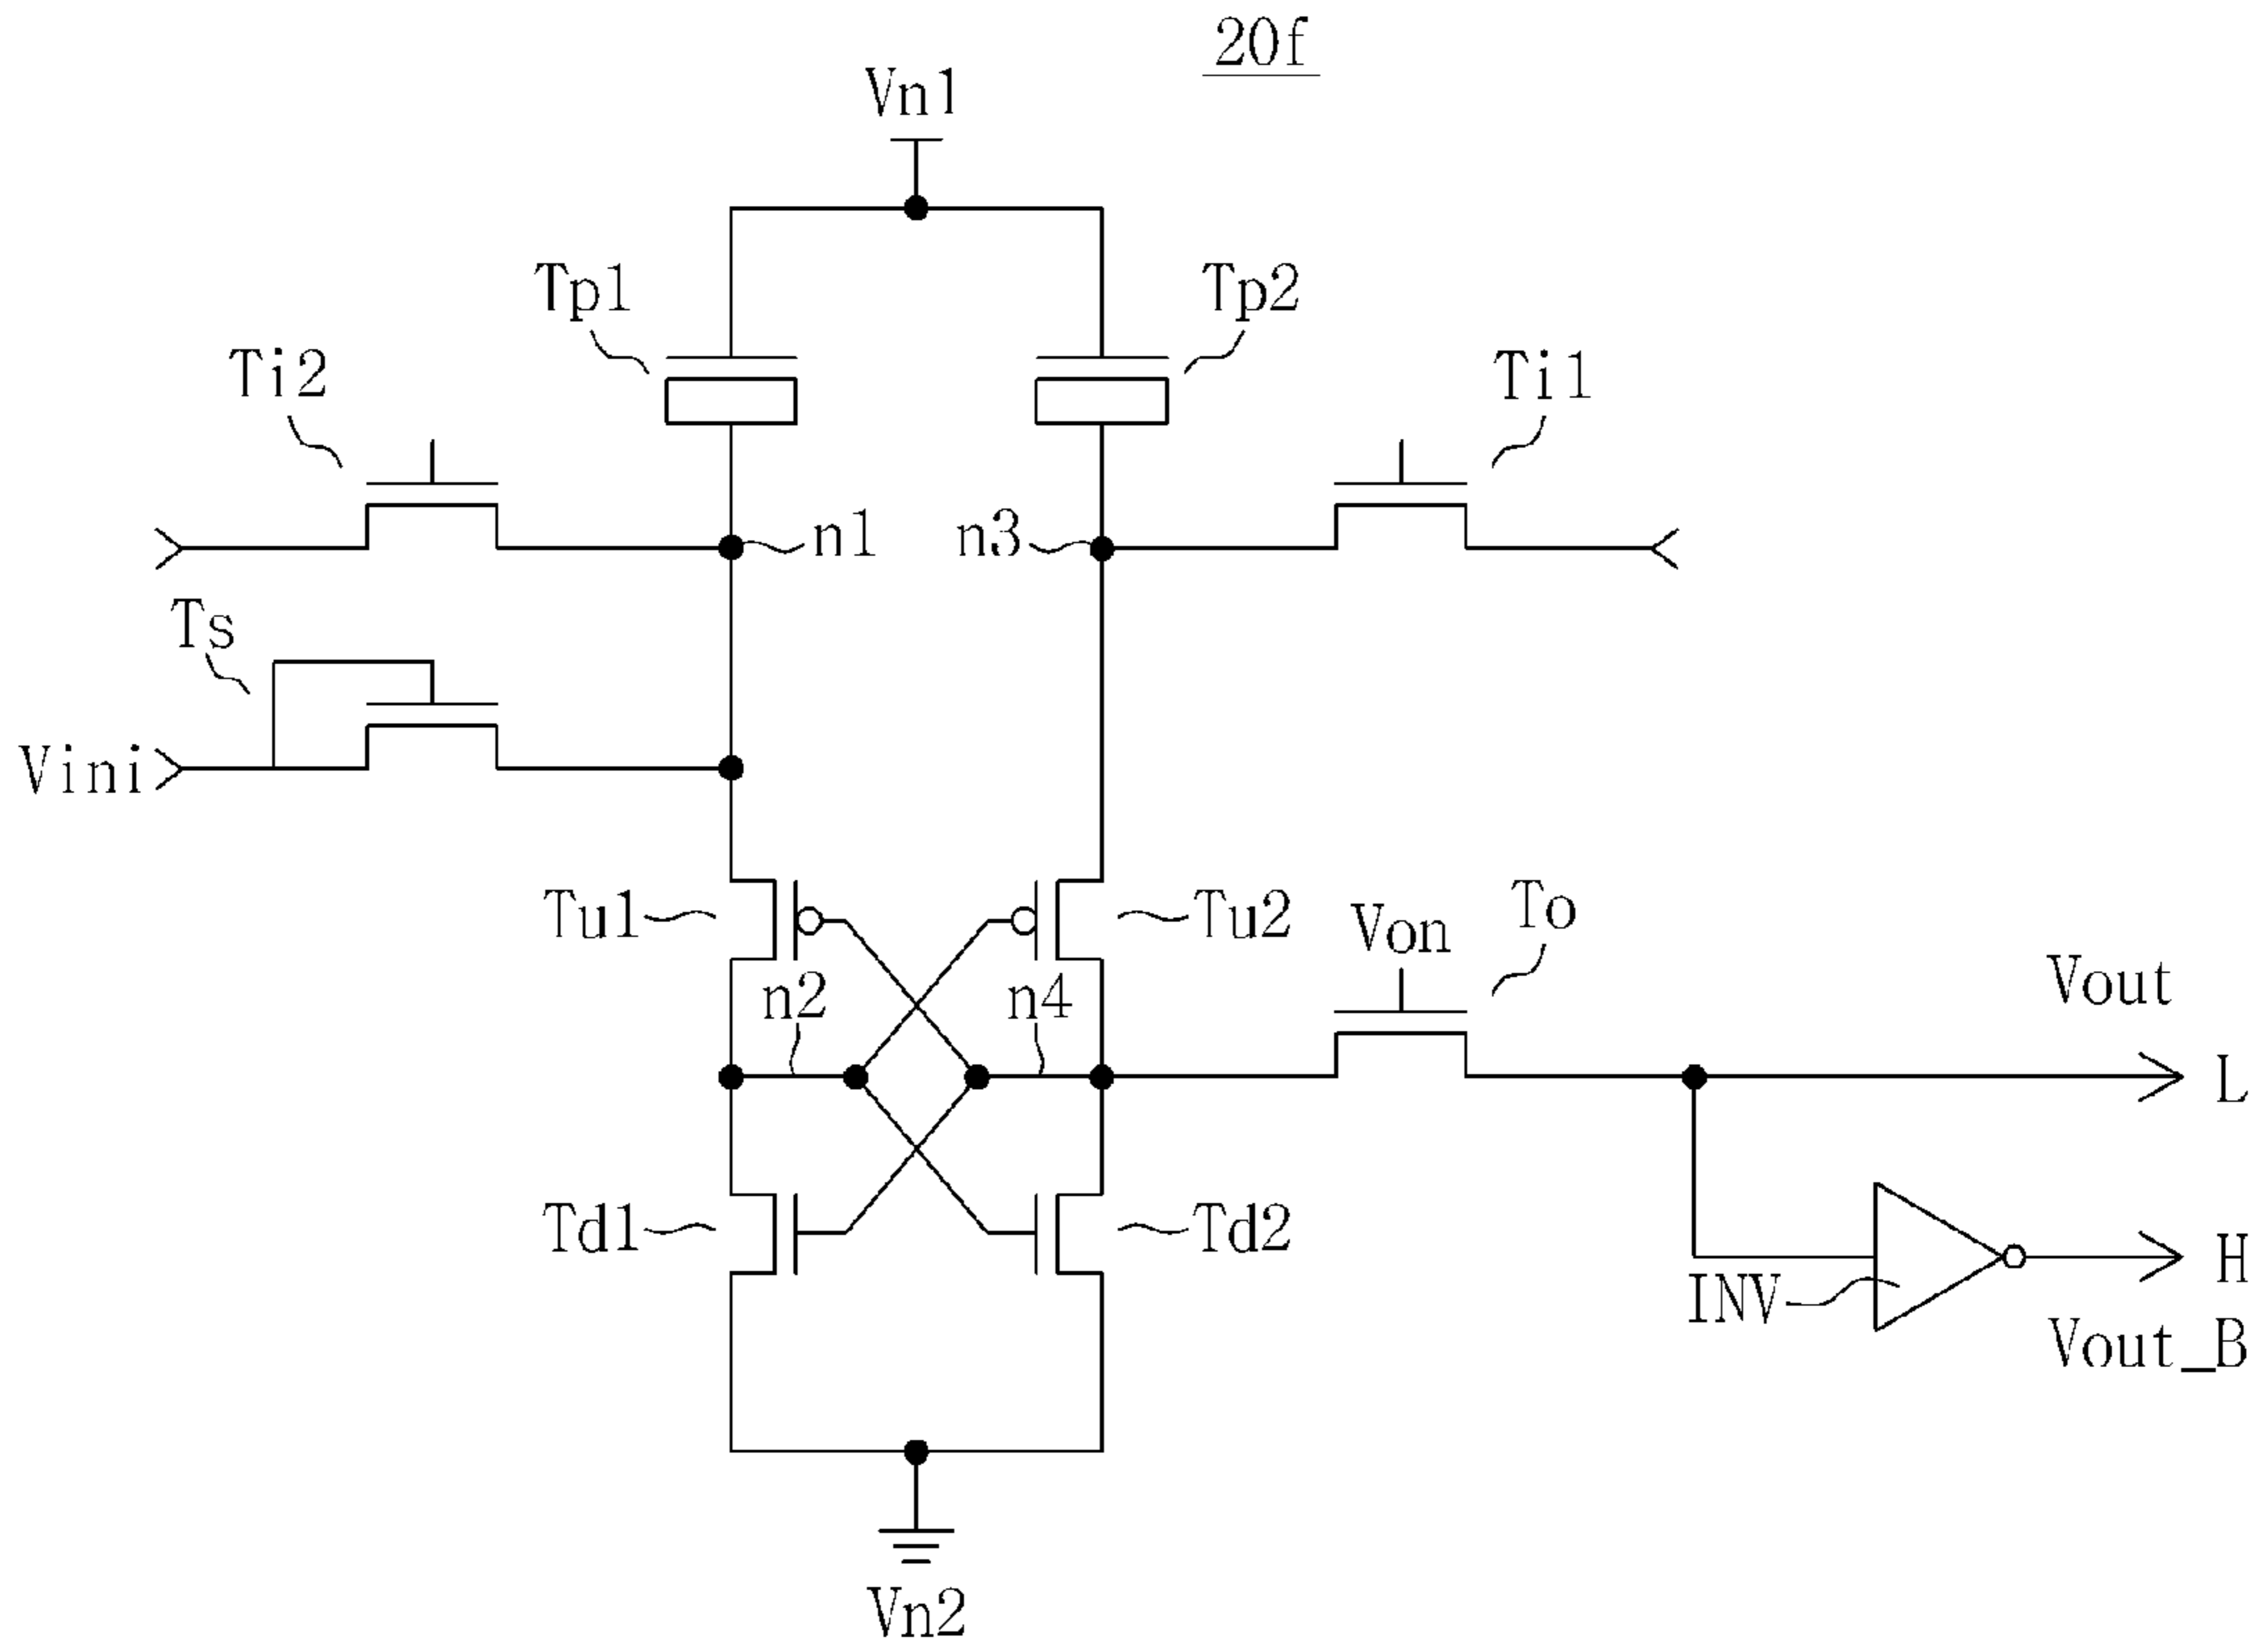 20f
Vn1
Tp1
Tp2
Ti2
Ti1
n1
n3
Ts
Vini
Tu1
Tu2
Von
To
n2
n4
Vout
L
Td1
Td2
INV
H
Vout_B
Vn2